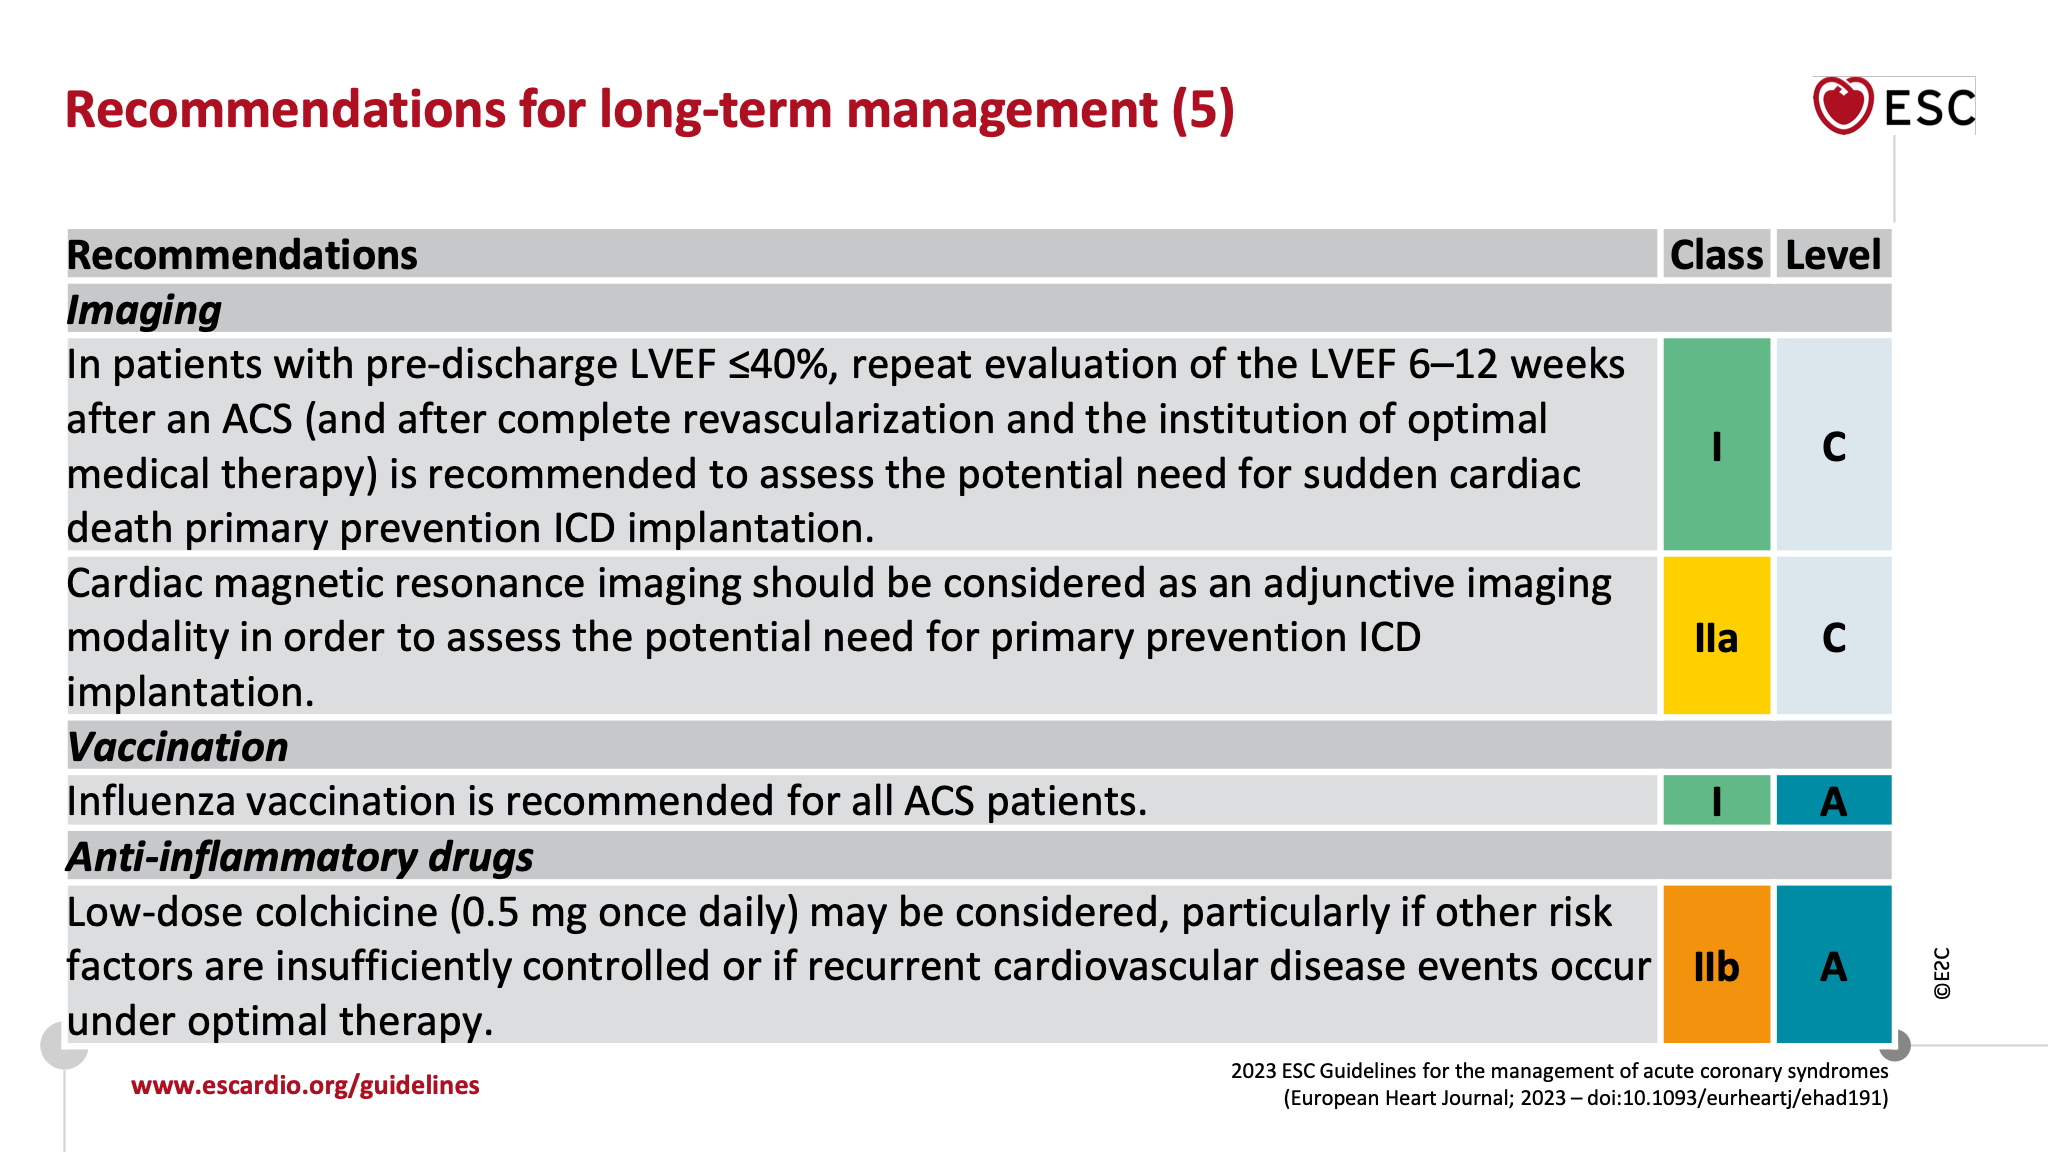 Recommendations for long-term management (5)
ESC
Recommendations Class Level
Imaging
In patients with pre-discharge LVEF ≤40%, repeat evaluation of the LVEF 6–12 weeks
after an ACS (and after complete revascularization and the institution of optimal
medical therapy) is recommended to assess the potential need for sudden cardiac
death primary prevention ICD implantation.
I C
Cardiac magnetic resonance imaging should be considered as an adjunctive imaging
modality in order to assess the potential need for primary prevention ICD
implantation.
IIa C
Vaccination
Influenza vaccination is recommended for all ACS patients. I A
Anti-inflammatory drugs
Low-dose colchicine (0.5 mg once daily) may be considered, particularly if other risk
factors are insufficiently controlled or if recurrent cardiovascular disease events occur
under optimal therapy.
IIb A
©ESC
www.escardio.org/guidelines
2023 ESC Guidelines for the management of acute coronary syndromes
(European Heart Journal; 2023 – doi:10.1093/eurheartj/ehad191)